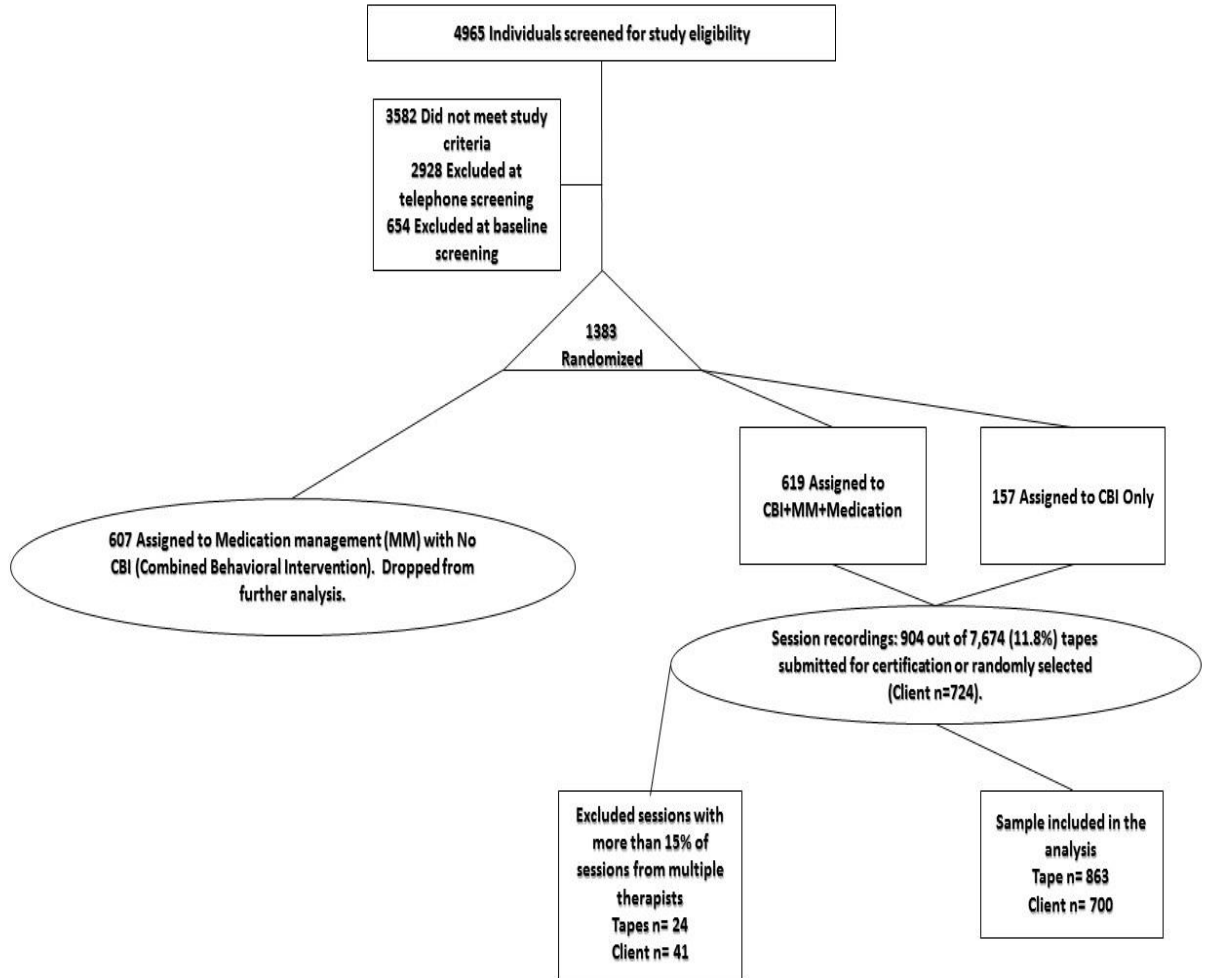 4965 Individuals screened for study eligibility
3582 Did not meet study
criteria
2928 Excluded at
telephone screening
654 Excluded at baseline
screening
1383
Randomized
607 Assigned to Medication management (MM) with No
CBI (Combined Behavioral Intervention). Dropped from
further analysis.
619 Assigned to
CBI+MM+Medication
157 Assigned to CBI Only
Session recordings: 904 out of 7,674 (11.8%) tapes
submitted for certification or randomly selected
(Client n=724).
Excluded sessions with
more than 15% of
sessions from multiple
therapists
Tapes n= 24
Client n= 41
Sample included in the
analysis
Tape n= 863
Client n= 700